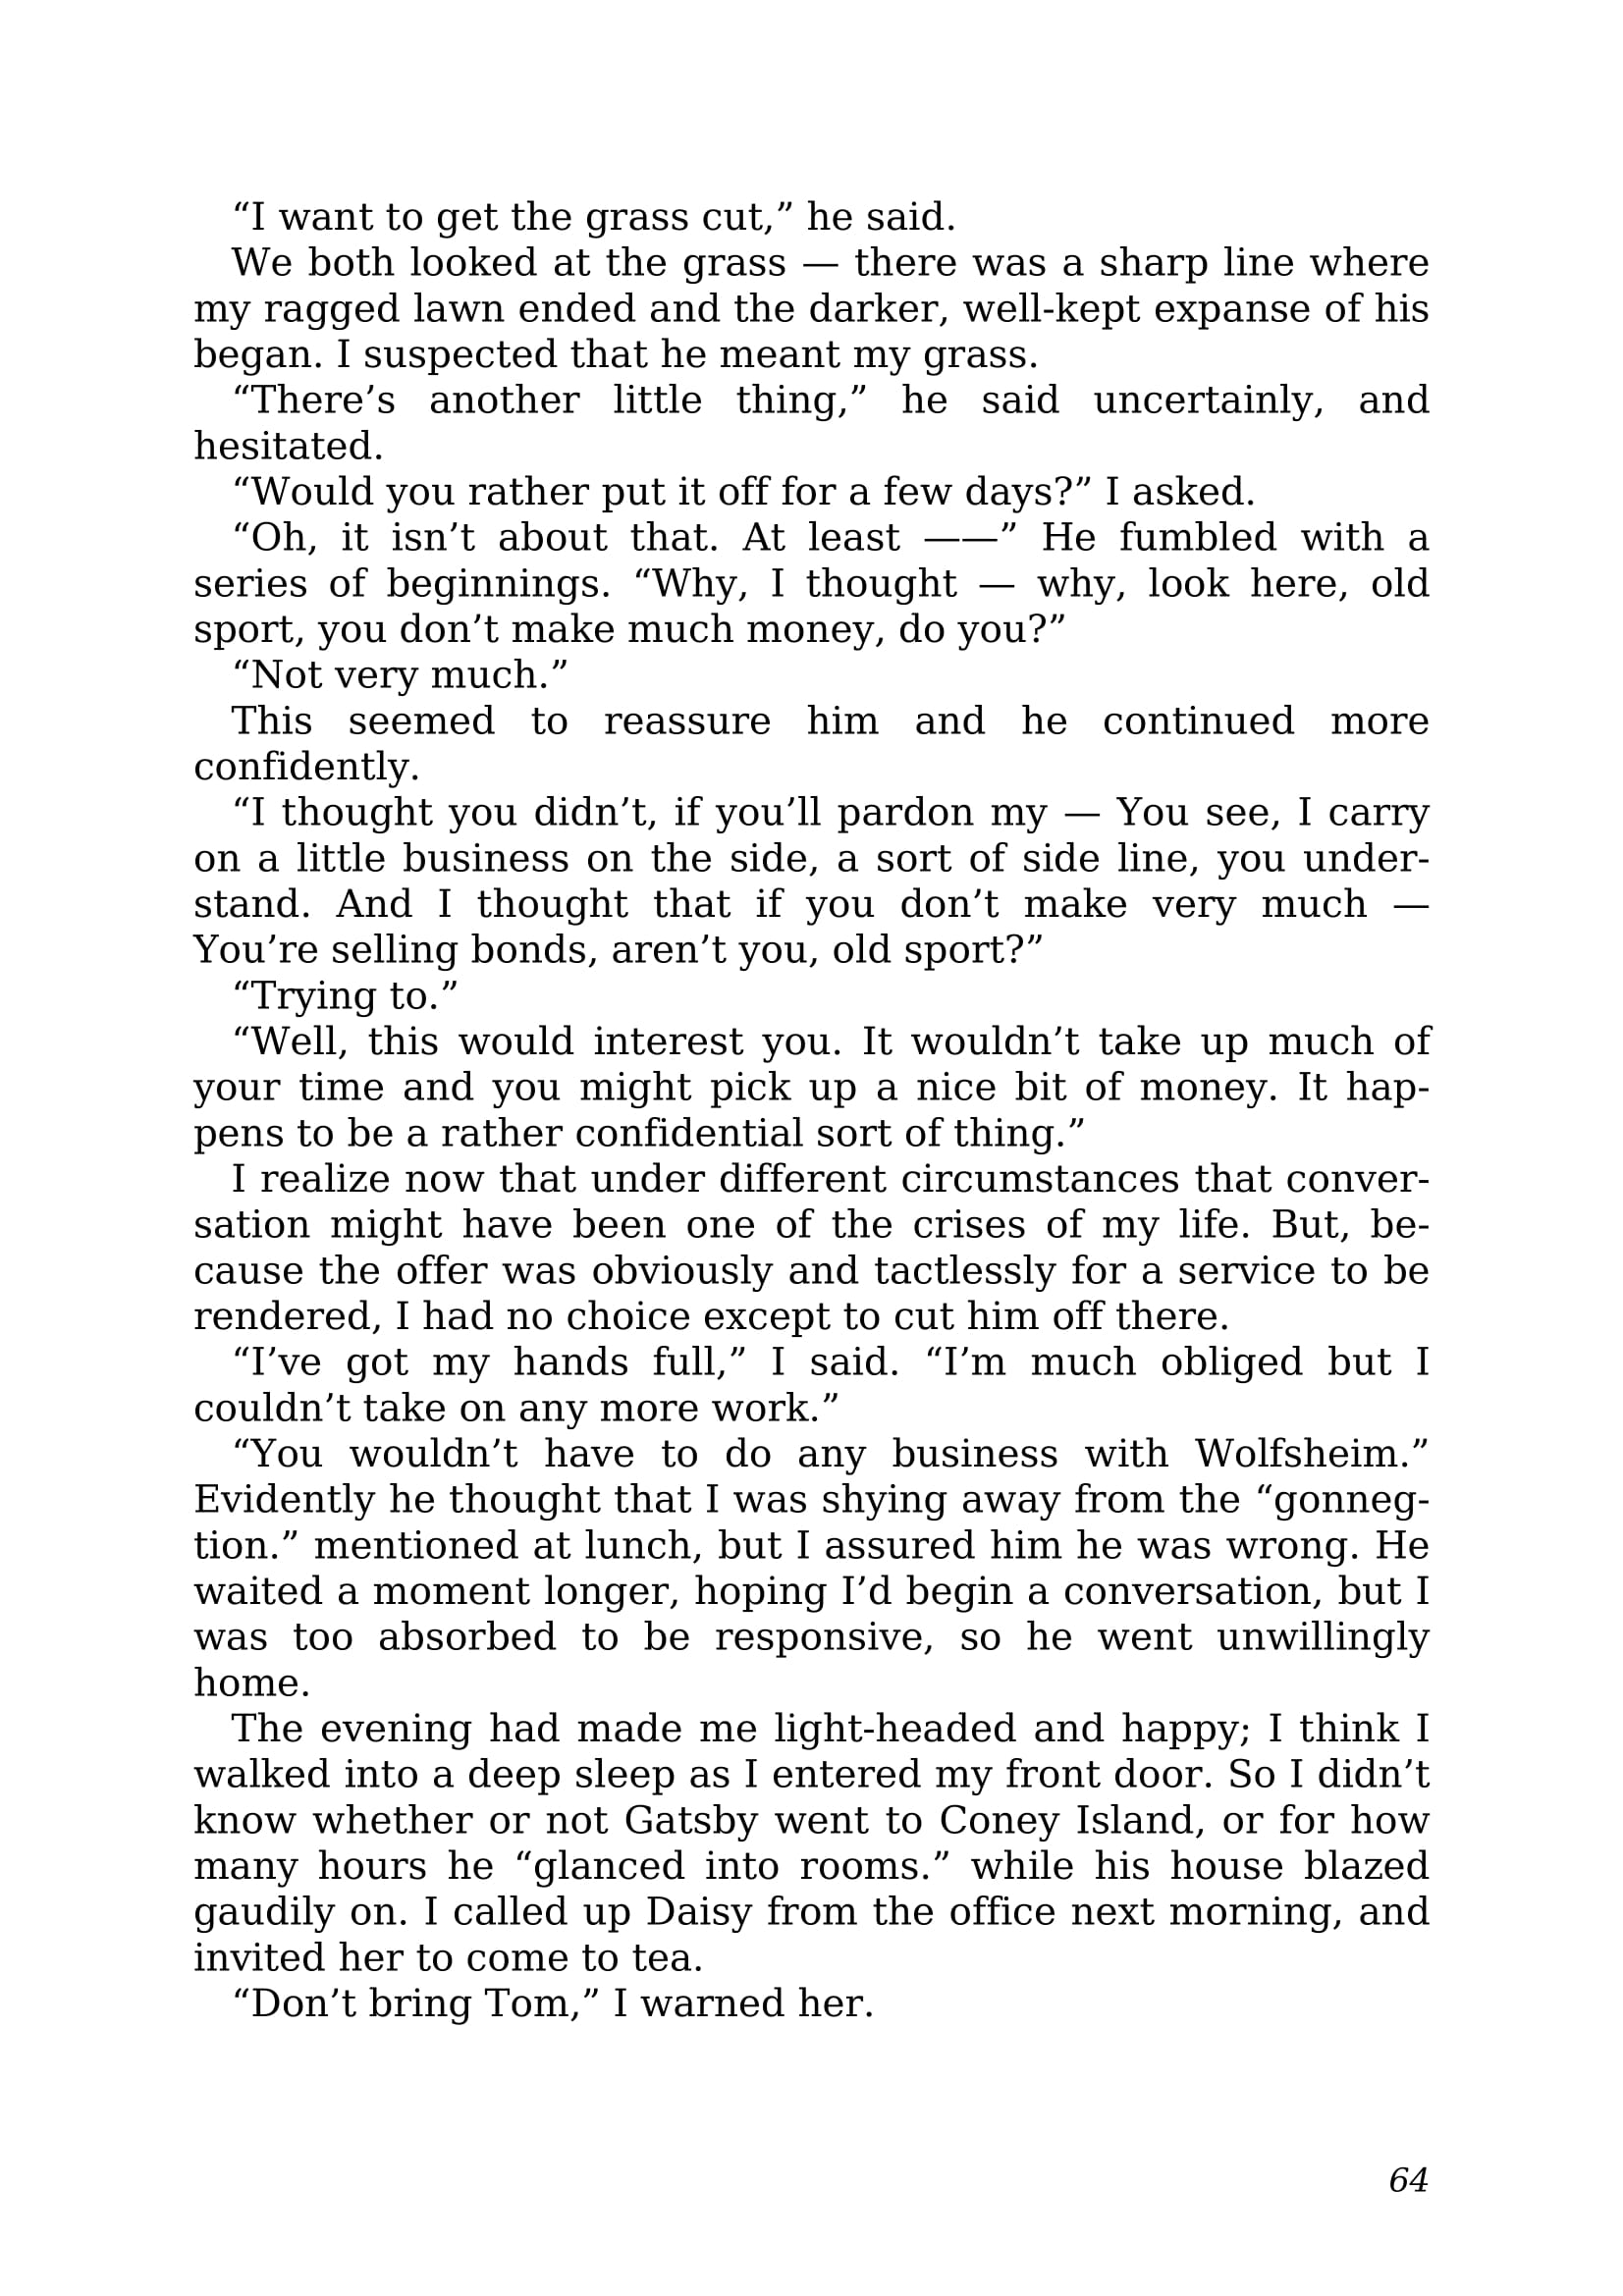 “I want to get the grass cut,” he said.
We both looked at the grass — there was a sharp line where
my ragged lawn ended and the darker, well-kept expanse of his
began. I suspected that he meant my grass.
“There’s another little thing,” he said uncertainly, and
hesitated.
“Would you rather put it off for a few days?” I asked.
“Oh, it isn’t about that. At least ——” He fumbled with a
series of beginnings. “Why, I thought — why, look here, old
sport, you don’t make much money, do you?”
“Not very much.”
This seemed to reassure him and he continued more
confidently.
“I thought you didn’t, if you’ll pardon my — You see, I carry
on a little business on the side, a sort of side line, you under-
stand. And I thought that if you don’t make very much —
You’re selling bonds, aren’t you, old sport?”
“Trying to.”
“Well, this would interest you. It wouldn’t take up much of
your time and you might pick up a nice bit of money. It hap-
pens to be a rather confidential sort of thing.”
I realize now that under different circumstances that conver-
sation might have been one of the crises of my life. But, be-
cause the offer was obviously and tactlessly for a service to be
rendered, I had no choice except to cut him off there.
“I’ve got my hands full,” I said. “I’m much obliged but I
couldn’t take on any more work.”
“You wouldn’t have to do any business with Wolfsheim.”
Evidently he thought that I was shying away from the “gonneg-
tion.” mentioned at lunch, but I assured him he was wrong. He
waited a moment longer, hoping I’d begin a conversation, but I
was too absorbed to be responsive, so he went unwillingly
home.
The evening had made me light-headed and happy; I think I
walked into a deep sleep as I entered my front door. So I didn’t
know whether or not Gatsby went to Coney Island, or for how
many hours he “glanced into rooms.” while his house blazed
gaudily on. I called up Daisy from the office next morning, and
invited her to come to tea.
“Don’t bring Tom,” I warned her.
64